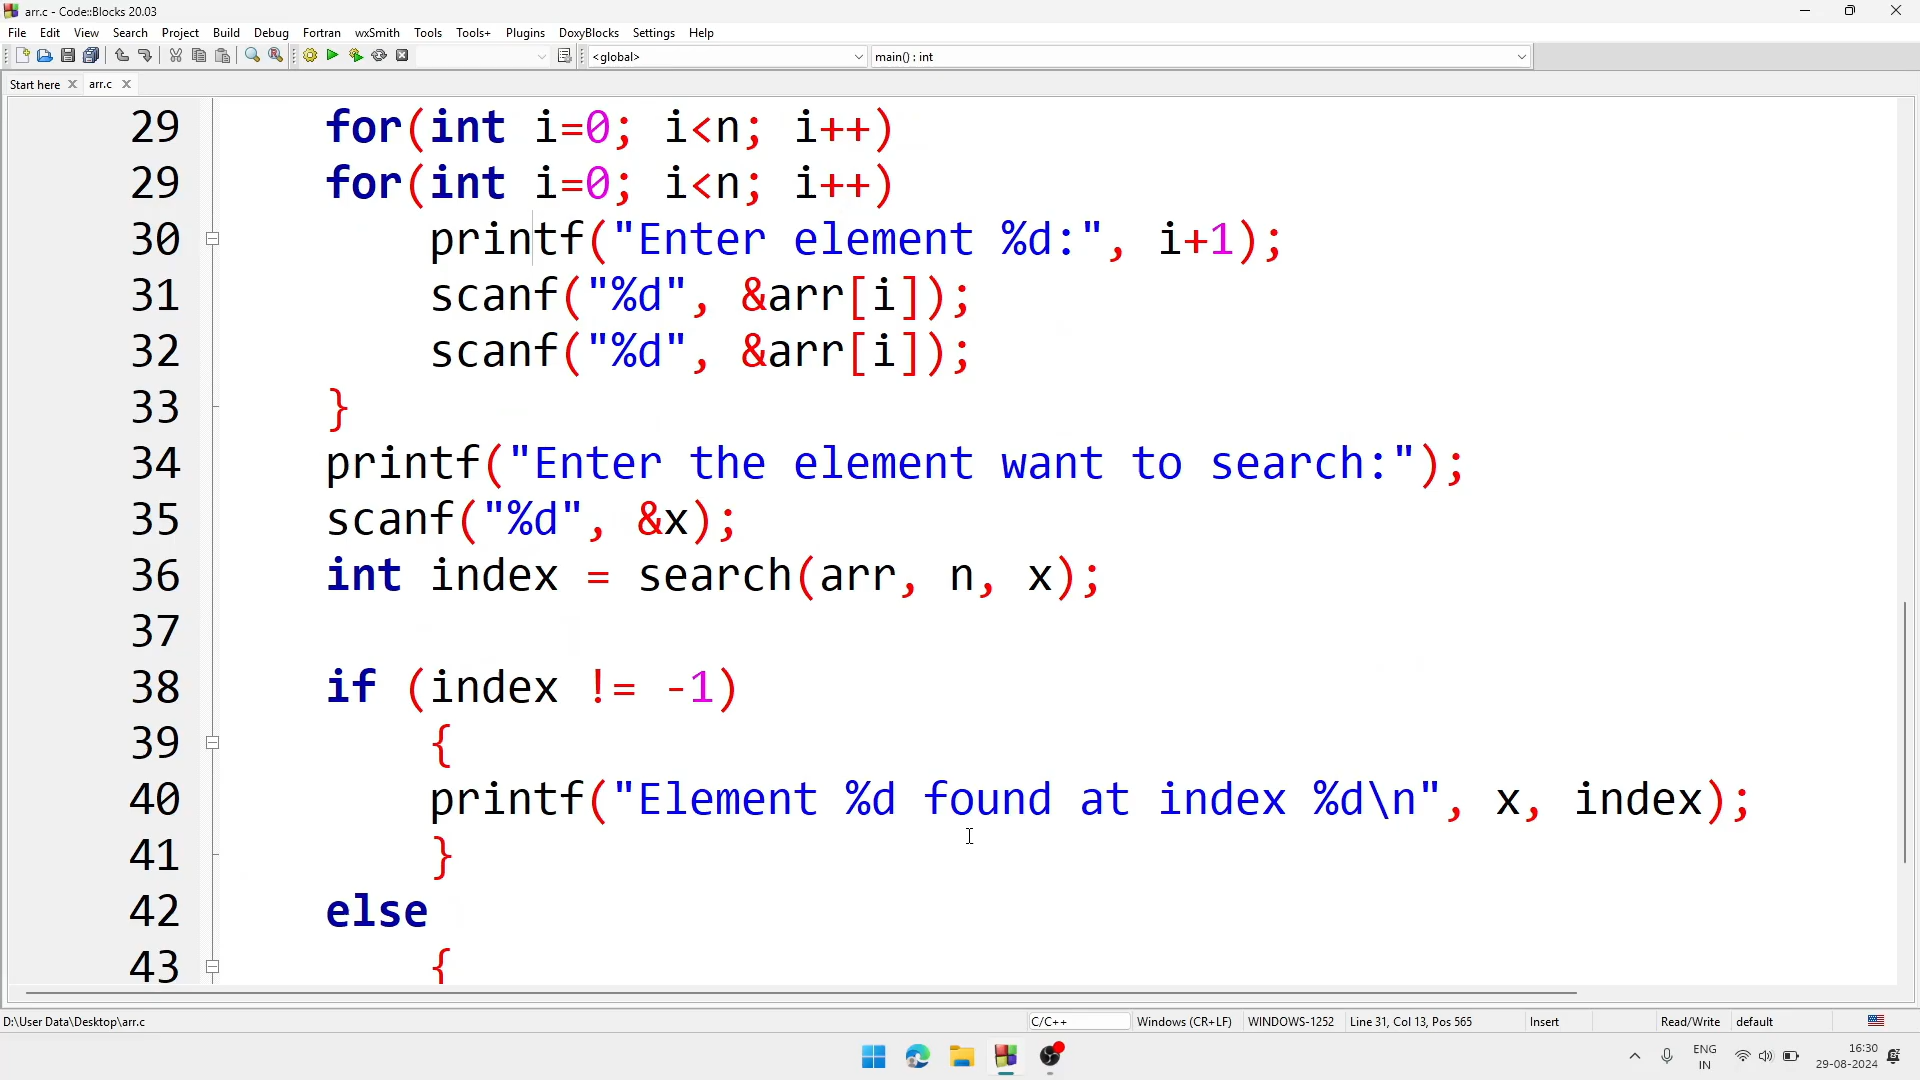 arr.c - Code::Blocks 20.03
File Edit View Search Project Build Debug Fortran wxSmith Tools Tools+ Plugins DoxyBlocks Settings Help
<global> main() : int
Start here arr.c
29 for(int i=0; i<n; i++)
29 for(int i=0; i<n; i++)
30 printf("Enter element %d:", i+1);
31 scanf("%d", &arr[i]);
32 scanf("%d", &arr[i]);
33 }
34 printf("Enter the element want to search:");
35 scanf("%d", &x);
36 int index = search(arr, n, x);
37
38 if (index != -1)
39 {
40 printf("Element %d found at index %d\n", x, index);
41 }
42 else
43 {
D:\User Data\Desktop\arr.c C/C++ Windows (CR+LF) WINDOWS-1252 Line 31, Col 13, Pos 565 Insert Read/Write default
ENG 16:30
IN 29-08-2024